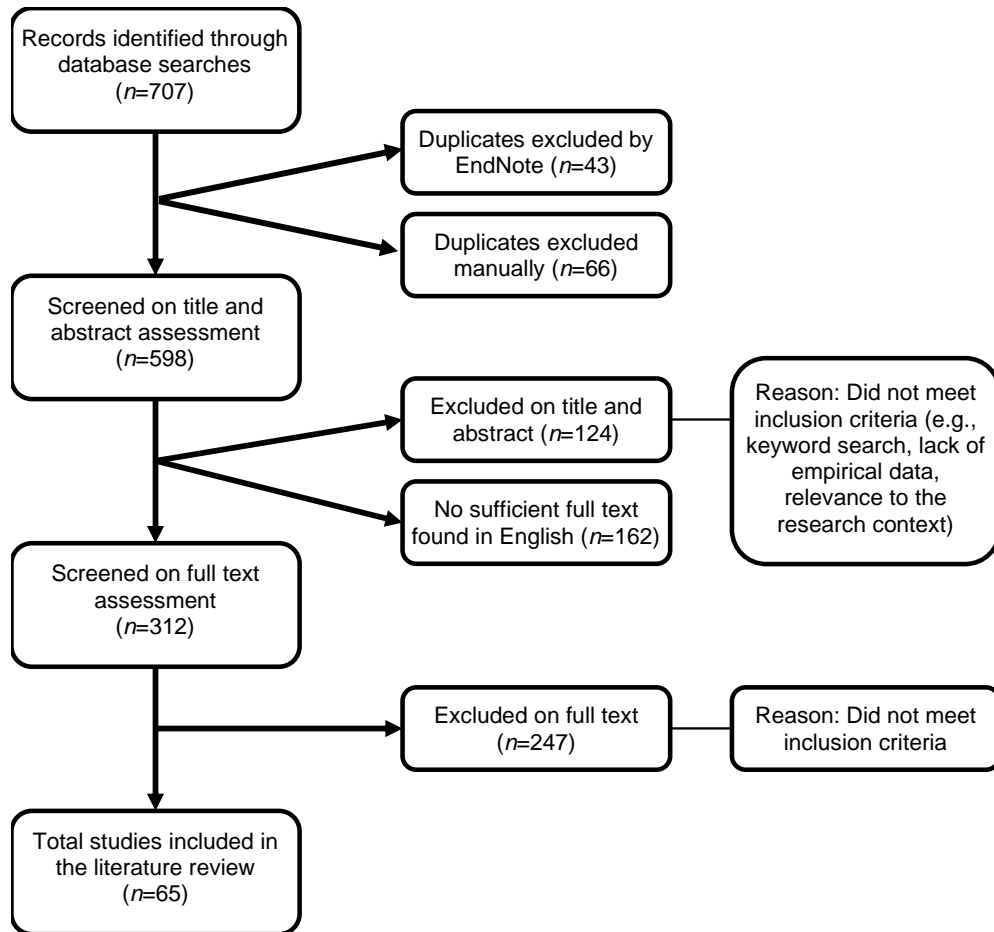 Records identified through
database searches
(n=707)
Duplicates excluded by
EndNote (n=43)
Duplicates excluded
manually (n=66)
Screened on title and
abstract assessment
(n=598)
Excluded on title and
abstract (n=124)
Reason: Did not meet
inclusion criteria (e.g.,
keyword search, lack of
empirical data,
relevance to the
research context)
No sufficient full text
found in English (n=162)
Screened on full text
assessment
(n=312)
Excluded on full text
(n=247)
Reason: Did not meet
inclusion criteria
Total studies included in
the literature review
(n=65)